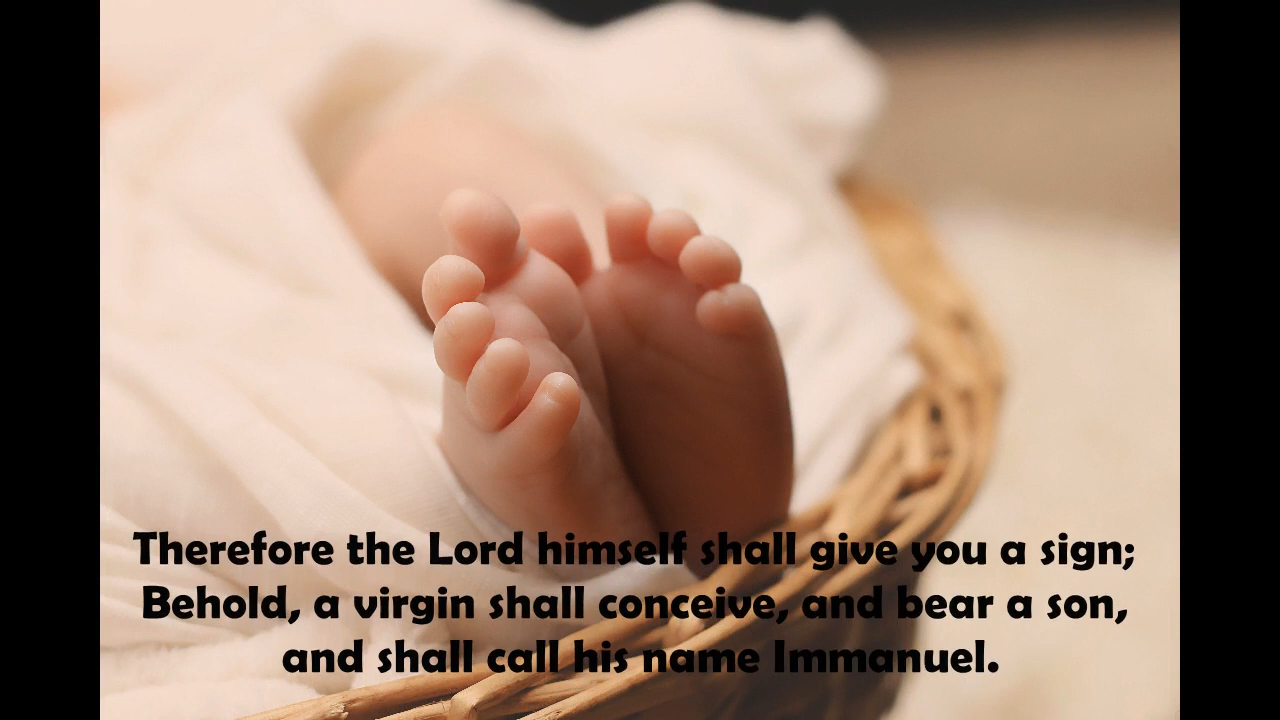 Therefore the Lord himself shall give you a sign;
Behold, a virgin shall conceive, and bear a son,
and shall call his name Immanuel.